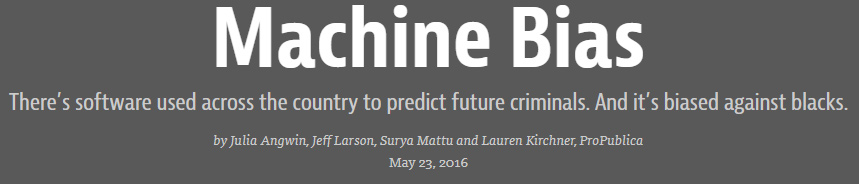 Machine Bias
There’s software used across the country to predict future criminals. And it’s biased against blacks.
by Julia Angwin, Jeff Larson, Surya Mattu and Lauren Kirchner, ProPublica
May 23, 2016